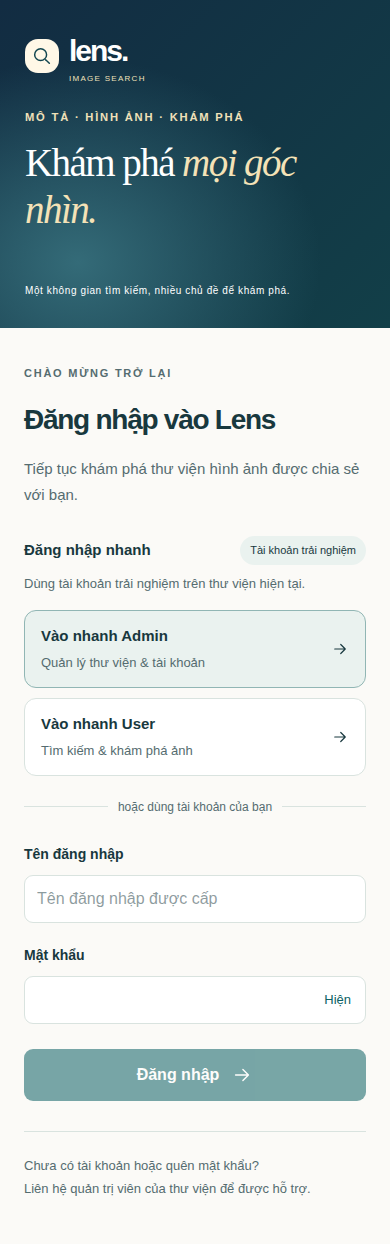 lens.
IMAGE SEARCH
MÔ TẢ · HÌNH ẢNH · KHÁM PHÁ
Khám phá mọi góc
nhìn.
Một không gian tìm kiếm, nhiều chủ đề để khám phá.
CHÀO MỪNG TRỞ LẠI
Đăng nhập vào Lens
Tiếp tục khám phá thư viện hình ảnh được chia sẻ
với bạn.
Đăng nhập nhanh
Tài khoản trải nghiệm
Dùng tài khoản trải nghiệm trên thư viện hiện tại.
Vào nhanh Admin
Quản lý thư viện & tài khoản
Vào nhanh User
Tìm kiếm & khám phá ảnh
hoặc dùng tài khoản của bạn
Tên đăng nhập
Tên đăng nhập được cấp
Mật khẩu
Hiện
Đăng nhập
Chưa có tài khoản hoặc quên mật khẩu?
Liên hệ quản trị viên của thư viện để được hỗ trợ.